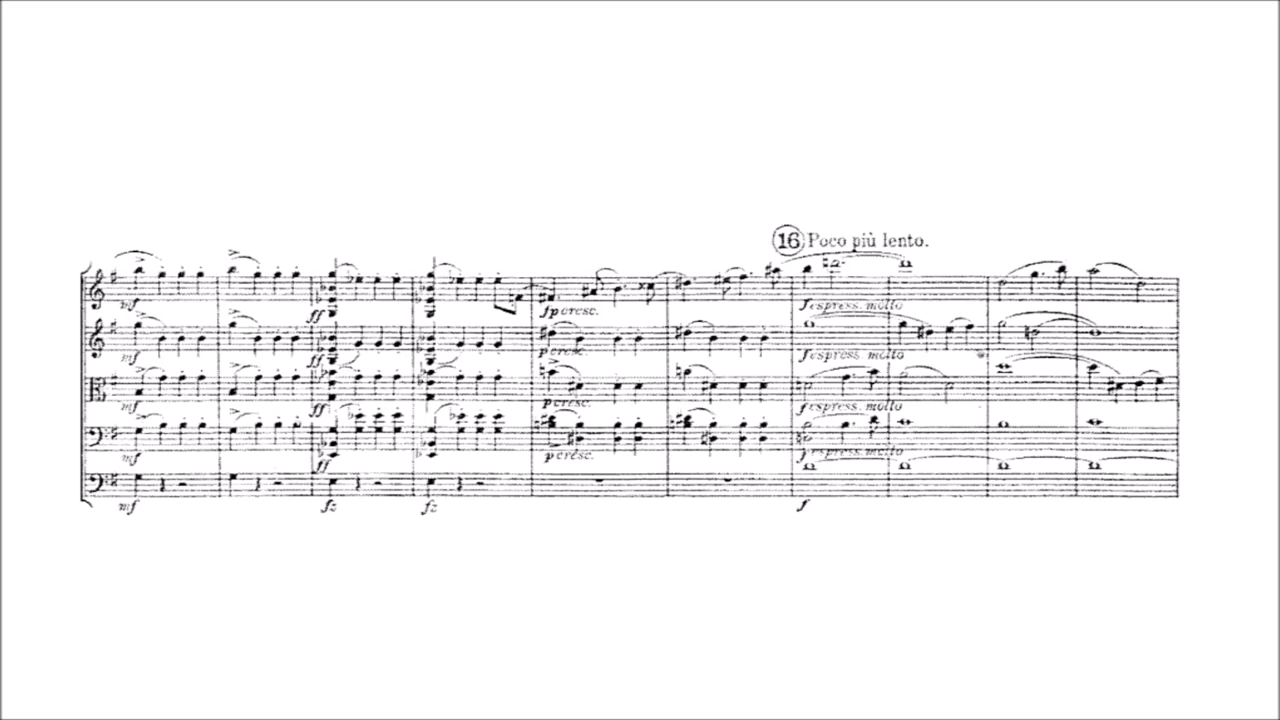 16 Poco più lento.
mf ff fp cresc. f espress. molto
mf ff p cresc. f espress. molto
mf ff p cresc. f espress. molto
mf ff p cresc. f espress. molto
mf fz fz f